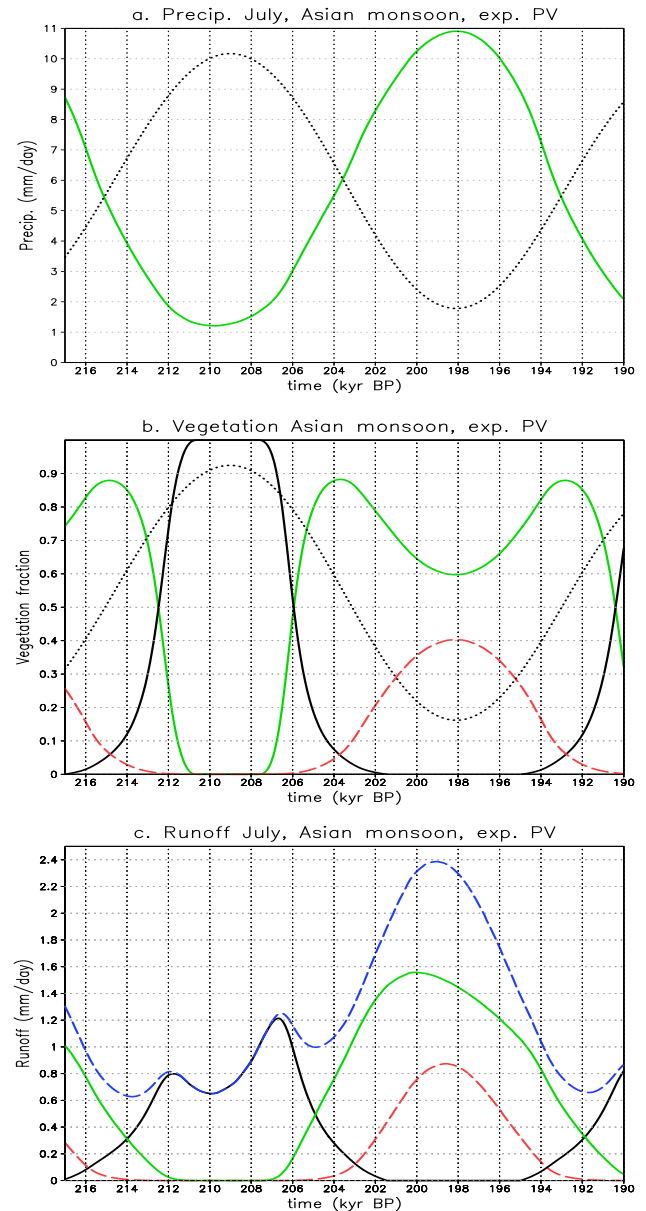 a. Precip. July, Asian monsoon, exp. PV
Precip. (mm/day)
11
10
9
8
7
6
5
4
3
2
1
0
216 214 212 210 208 206 204 202 200 198 196 194 192 190
time (kyr BP)
b. Vegetation Asian monsoon, exp. PV
Vegetation fraction
0.9
0.8
0.7
0.6
0.5
0.4
0.3
0.2
0.1
0
216 214 212 210 208 206 204 202 200 198 196 194 192 190
time (kyr BP)
c. Runoff July, Asian monsoon, exp. PV
Runoff (mm/day)
2.4
2.2
2
1.8
1.6
1.4
1.2
1
0.8
0.6
0.4
0.2
0
216 214 212 210 208 206 204 202 200 198 196 194 192 190
time (kyr BP)